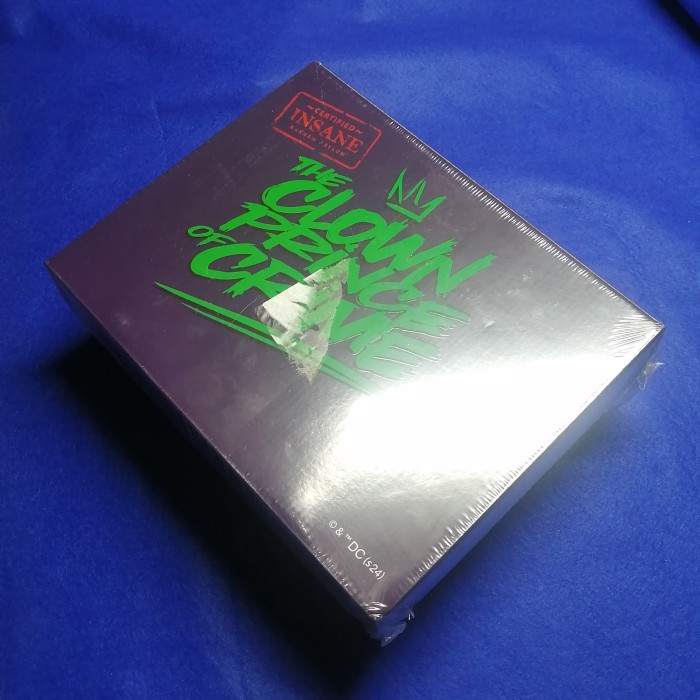 ~CERTIFIED~
INSANE
THE
CLOWN
PRINCE
OF
CRIME
© & ™ DC (s24)